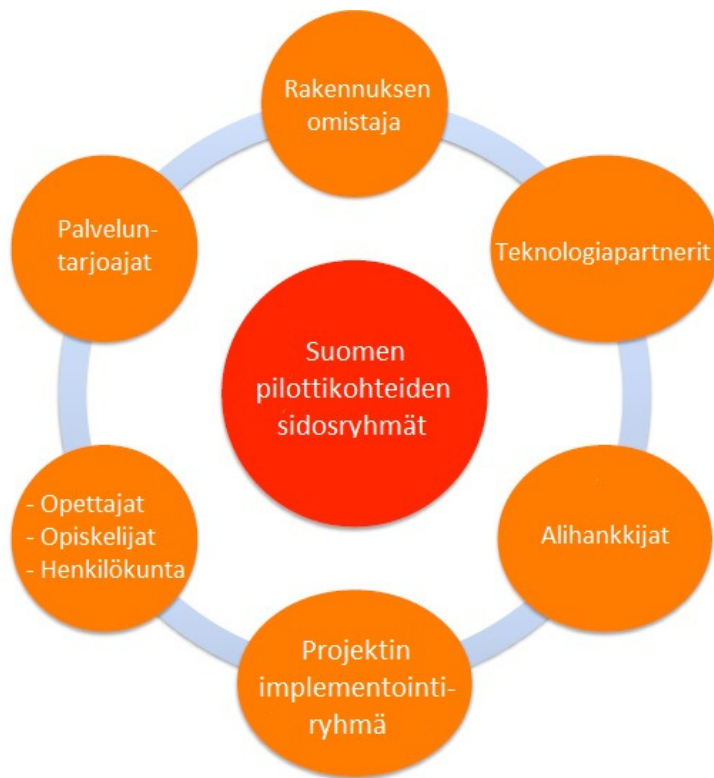 Rakennuksen
omistaja
Teknologiapartnerit
Alihankkijat
Projektin
implementointi-
ryhmä
- Opettajat
- Opiskelijat
- Henkilökunta
Palvelun-
tarjoajat
Suomen
pilottikohteiden
sidosryhmät